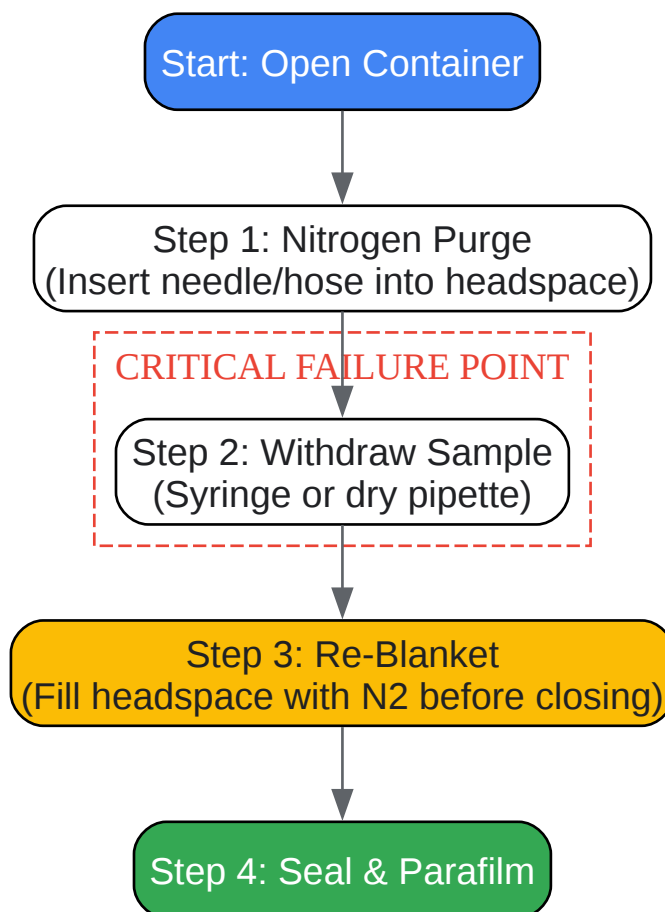 Start: Open Container
Step 1: Nitrogen Purge
(Insert needle/hose into headspace)
CRITICAL FAILURE POINT
Step 2: Withdraw Sample
(Syringe or dry pipette)
Step 3: Re-Blanket
(Fill headspace with N2 before closing)
Step 4: Seal & Parafilm